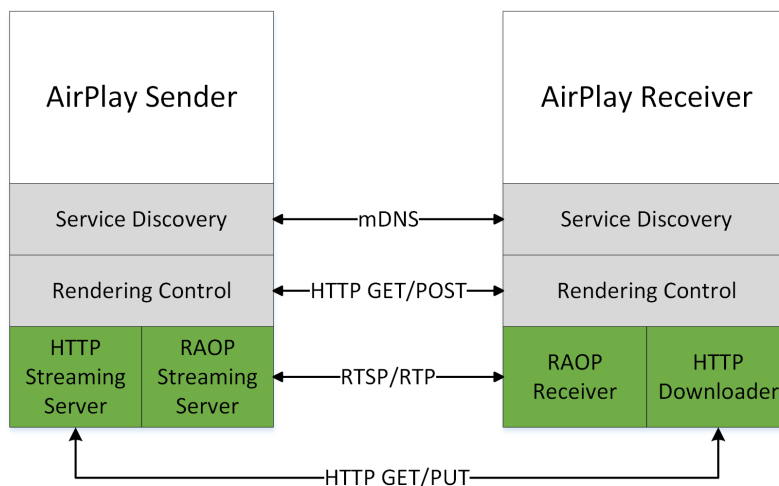 AirPlay Sender
AirPlay Receiver
Service Discovery
mDNS
Service Discovery
Rendering Control
HTTP GET/POST
Rendering Control
HTTP
Streaming
Server
RAOP
Streaming
Server
RTSP/RTP
RAOP
Receiver
HTTP
Downloader
HTTP GET/PUT